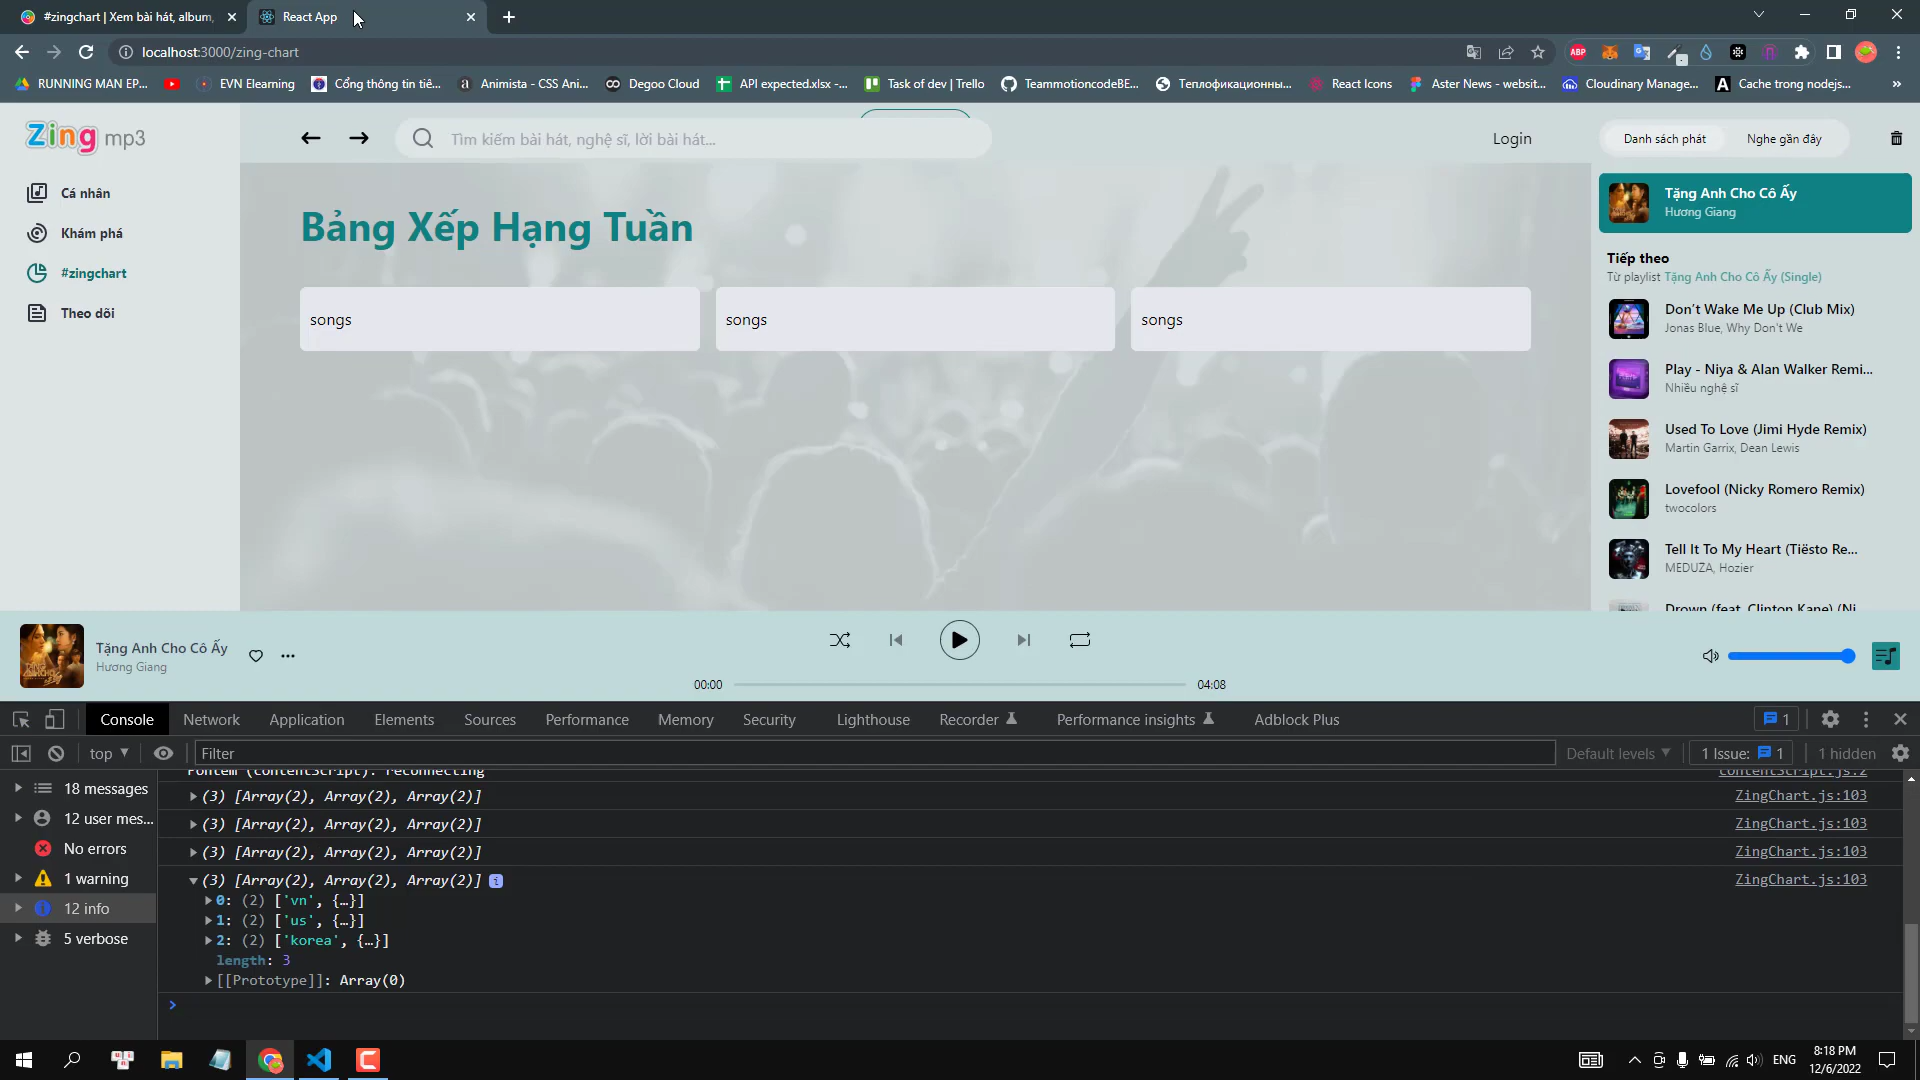 #zingchart | Xem bài hát, album,
React App
localhost:3000/zing-chart
RUNNING MAN EP...
EVN Elearning
Cổng thông tin tiê...
Animista - CSS Ani...
Degoo Cloud
API expected.xlsx -...
Task of dev | Trello
TeammotioncodeBE...
Теплофикационны...
React Icons
Aster News - websit...
Cloudinary Manage...
Cache trong nodejs...
»
Zing mp3
Cá nhân
Khám phá
#zingchart
Theo dõi
Tìm kiếm bài hát, nghệ sĩ, lời bài hát...
Login
Bảng Xếp Hạng Tuần
songs
songs
songs
Danh sách phát
Nghe gần đây
Tặng Anh Cho Cô Ấy
Hương Giang
Tiếp theo
Từ playlist Tặng Anh Cho Cô Ấy (Single)
Don't Wake Me Up (Club Mix)
Jonas Blue, Why Don't We
Play - Niya & Alan Walker Remi...
Nhiều nghệ sĩ
Used To Love (Jimi Hyde Remix)
Martin Garrix, Dean Lewis
Lovefool (Nicky Romero Remix)
twocolors
Tell It To My Heart (Tiësto Re...
MEDUZA, Hozier
Drown (feat. Clinton Kane) (Ni...
Tặng Anh Cho Cô Ấy
Hương Giang
00:00
04:08
Console
Network
Application
Elements
Sources
Performance
Memory
Security
Lighthouse
Recorder
Performance insights
Adblock Plus
1
top
Filter
Default levels
1 Issue: 1
1 hidden
18 messages
12 user mes...
No errors
1 warning
12 info
5 verbose
Pontem (contentScript): reconnecting
contentScript.js:2
(3) [Array(2), Array(2), Array(2)]
ZingChart.js:103
(3) [Array(2), Array(2), Array(2)]
ZingChart.js:103
(3) [Array(2), Array(2), Array(2)]
ZingChart.js:103
(3) [Array(2), Array(2), Array(2)] i
ZingChart.js:103
0: (2) ['vn', {…}]
1: (2) ['us', {…}]
2: (2) ['korea', {…}]
length: 3
[[Prototype]]: Array(0)
ENG
8:18 PM
12/6/2022